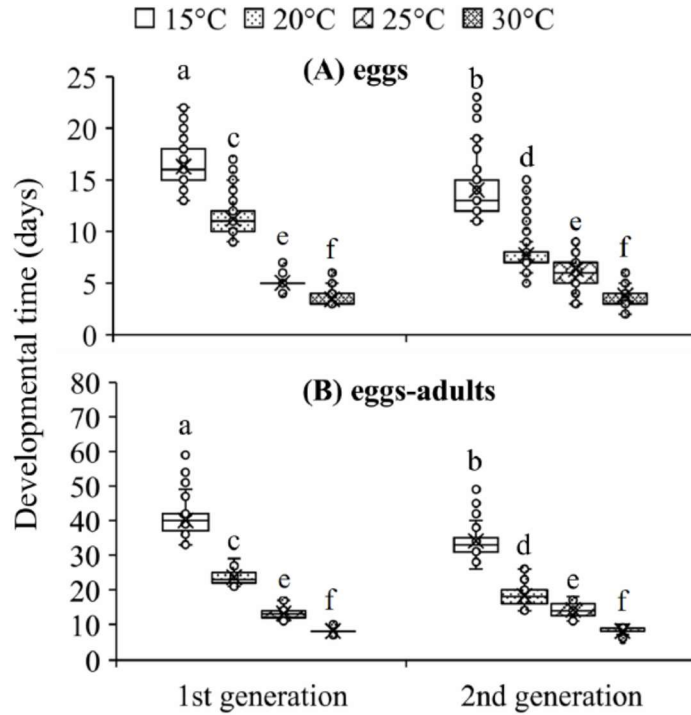 15°C 20°C 25°C 30°C
(A) eggs
Developmental time (days)
25
20
15
10
5
0
a
c
e
f
b
d
e
f
(B) eggs-adults
80
70
60
50
40
30
20
10
0
a
c
e
f
b
d
e
f
1st generation 2nd generation